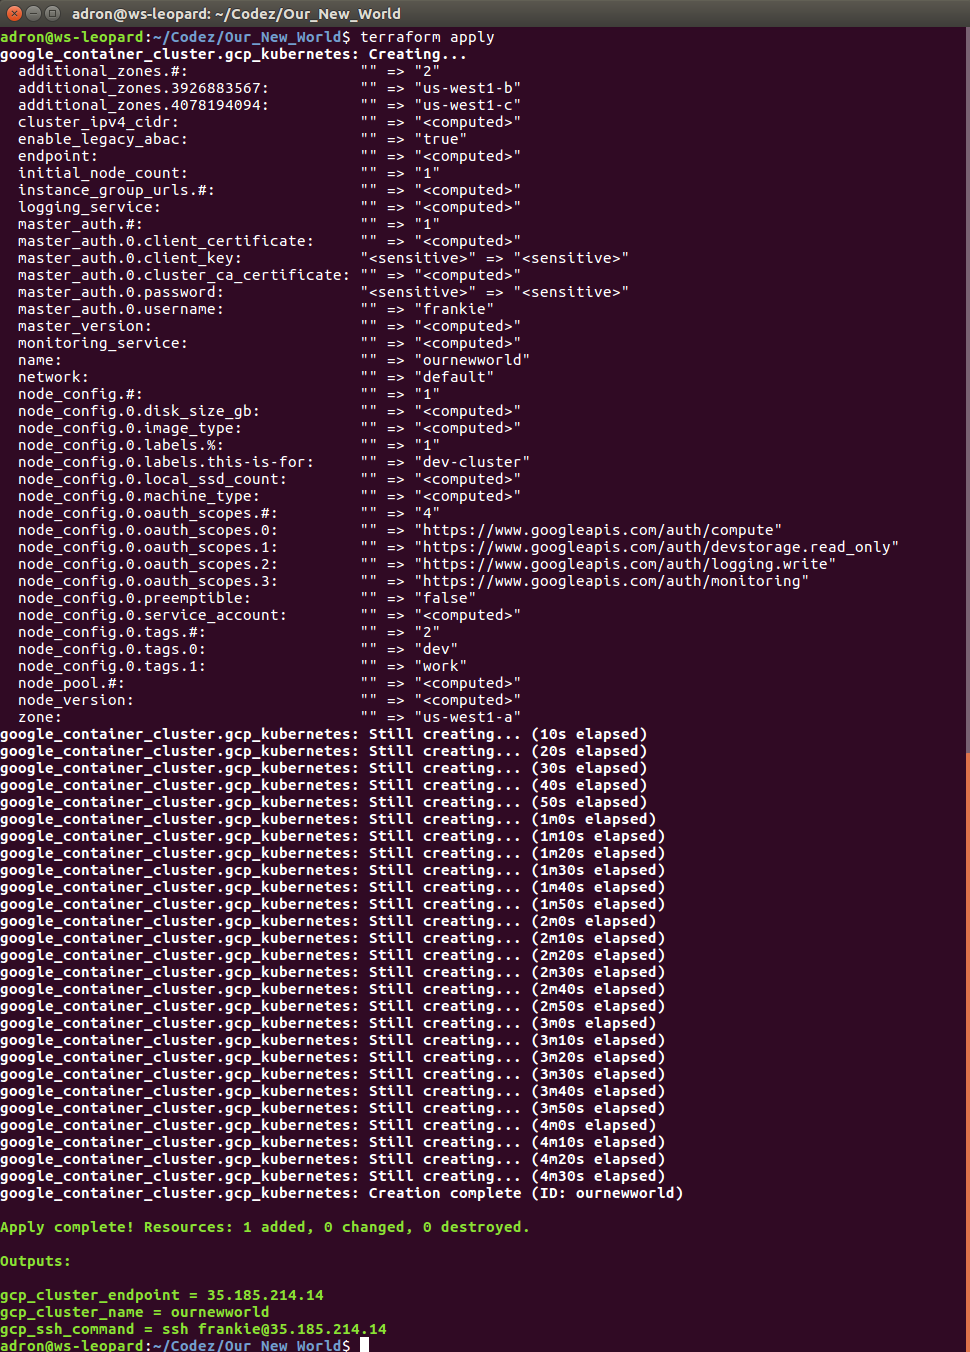 adron@ws-leopard: ~/Codez/Our_New_World
adron@ws-leopard:~/Codez/Our_New_World$ terraform apply
google_container_cluster.gcp_kubernetes: Creating...
  additional_zones.#:                   "" => "2"
  additional_zones.3926883567:          "" => "us-west1-b"
  additional_zones.4078194094:          "" => "us-west1-c"
  cluster_ipv4_cidr:                    "" => "<computed>"
  enable_legacy_abac:                   "" => "true"
  endpoint:                             "" => "<computed>"
  initial_node_count:                   "" => "1"
  instance_group_urls.#:                "" => "<computed>"
  logging_service:                      "" => "<computed>"
  master_auth.#:                        "" => "1"
  master_auth.0.client_certificate:     "" => "<computed>"
  master_auth.0.client_key:             "<sensitive>" => "<sensitive>"
  master_auth.0.cluster_ca_certificate: "" => "<computed>"
  master_auth.0.password:               "<sensitive>" => "<sensitive>"
  master_auth.0.username:               "" => "frankie"
  master_version:                       "" => "<computed>"
  monitoring_service:                   "" => "<computed>"
  name:                                 "" => "ournewworld"
  network:                              "" => "default"
  node_config.#:                        "" => "1"
  node_config.0.disk_size_gb:           "" => "<computed>"
  node_config.0.image_type:             "" => "<computed>"
  node_config.0.labels.%:               "" => "1"
  node_config.0.labels.this-is-for:     "" => "dev-cluster"
  node_config.0.local_ssd_count:        "" => "<computed>"
  node_config.0.machine_type:           "" => "<computed>"
  node_config.0.oauth_scopes.#:         "" => "4"
  node_config.0.oauth_scopes.0:         "" => "https://www.googleapis.com/auth/compute"
  node_config.0.oauth_scopes.1:         "" => "https://www.googleapis.com/auth/devstorage.read_only"
  node_config.0.oauth_scopes.2:         "" => "https://www.googleapis.com/auth/logging.write"
  node_config.0.oauth_scopes.3:         "" => "https://www.googleapis.com/auth/monitoring"
  node_config.0.preemptible:            "" => "false"
  node_config.0.service_account:        "" => "<computed>"
  node_config.0.tags.#:                 "" => "2"
  node_config.0.tags.0:                 "" => "dev"
  node_config.0.tags.1:                 "" => "work"
  node_pool.#:                          "" => "<computed>"
  node_version:                         "" => "<computed>"
  zone:                                 "" => "us-west1-a"
google_container_cluster.gcp_kubernetes: Still creating... (10s elapsed)
google_container_cluster.gcp_kubernetes: Still creating... (20s elapsed)
google_container_cluster.gcp_kubernetes: Still creating... (30s elapsed)
google_container_cluster.gcp_kubernetes: Still creating... (40s elapsed)
google_container_cluster.gcp_kubernetes: Still creating... (50s elapsed)
google_container_cluster.gcp_kubernetes: Still creating... (1m0s elapsed)
google_container_cluster.gcp_kubernetes: Still creating... (1m10s elapsed)
google_container_cluster.gcp_kubernetes: Still creating... (1m20s elapsed)
google_container_cluster.gcp_kubernetes: Still creating... (1m30s elapsed)
google_container_cluster.gcp_kubernetes: Still creating... (1m40s elapsed)
google_container_cluster.gcp_kubernetes: Still creating... (1m50s elapsed)
google_container_cluster.gcp_kubernetes: Still creating... (2m0s elapsed)
google_container_cluster.gcp_kubernetes: Still creating... (2m10s elapsed)
google_container_cluster.gcp_kubernetes: Still creating... (2m20s elapsed)
google_container_cluster.gcp_kubernetes: Still creating... (2m30s elapsed)
google_container_cluster.gcp_kubernetes: Still creating... (2m40s elapsed)
google_container_cluster.gcp_kubernetes: Still creating... (2m50s elapsed)
google_container_cluster.gcp_kubernetes: Still creating... (3m0s elapsed)
google_container_cluster.gcp_kubernetes: Still creating... (3m10s elapsed)
google_container_cluster.gcp_kubernetes: Still creating... (3m20s elapsed)
google_container_cluster.gcp_kubernetes: Still creating... (3m30s elapsed)
google_container_cluster.gcp_kubernetes: Still creating... (3m40s elapsed)
google_container_cluster.gcp_kubernetes: Still creating... (3m50s elapsed)
google_container_cluster.gcp_kubernetes: Still creating... (4m0s elapsed)
google_container_cluster.gcp_kubernetes: Still creating... (4m10s elapsed)
google_container_cluster.gcp_kubernetes: Still creating... (4m20s elapsed)
google_container_cluster.gcp_kubernetes: Still creating... (4m30s elapsed)
google_container_cluster.gcp_kubernetes: Creation complete (ID: ournewworld)

Apply complete! Resources: 1 added, 0 changed, 0 destroyed.

Outputs:

gcp_cluster_endpoint = 35.185.214.14
gcp_cluster_name = ournewworld
gcp_ssh_command = ssh frankie@35.185.214.14
adron@ws-leopard:~/Codez/Our_New_World$